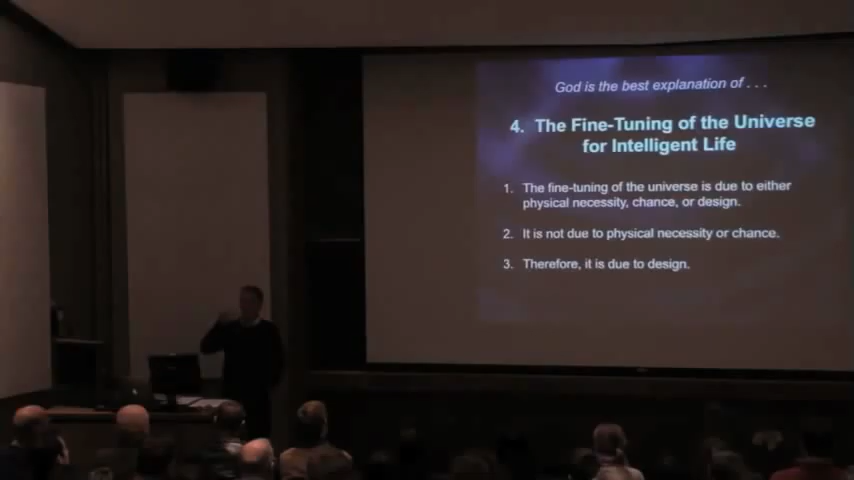 God is the best explanation of . . .
4. The Fine-Tuning of the Universe
for Intelligent Life
1. The fine-tuning of the universe is due to either
physical necessity, chance, or design.
2. It is not due to physical necessity or chance.
3. Therefore, it is due to design.